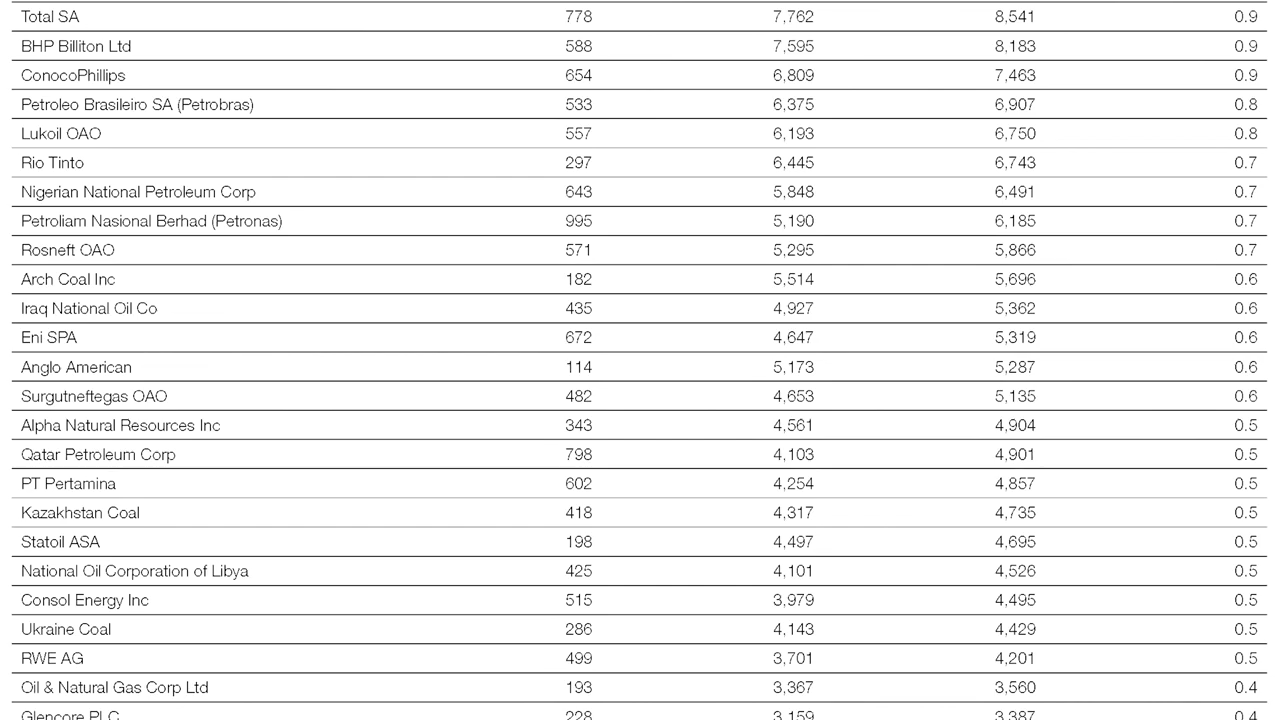 Total SA 778 7,762 8,541 0.9
BHP Billiton Ltd 588 7,595 8,183 0.9
ConocoPhillips 654 6,809 7,463 0.9
Petroleo Brasileiro SA (Petrobras) 533 6,375 6,907 0.8
Lukoil OAO 557 6,193 6,750 0.8
Rio Tinto 297 6,445 6,743 0.7
Nigerian National Petroleum Corp 643 5,848 6,491 0.7
Petroliam Nasional Berhad (Petronas) 995 5,190 6,185 0.7
Rosneft OAO 571 5,295 5,866 0.7
Arch Coal Inc 182 5,514 5,696 0.6
Iraq National Oil Co 435 4,927 5,362 0.6
Eni SPA 672 4,647 5,319 0.6
Anglo American 114 5,173 5,287 0.6
Surgutneftegas OAO 482 4,653 5,135 0.6
Alpha Natural Resources Inc 343 4,561 4,904 0.5
Qatar Petroleum Corp 798 4,103 4,901 0.5
PT Pertamina 602 4,254 4,857 0.5
Kazakhstan Coal 418 4,317 4,735 0.5
Statoil ASA 198 4,497 4,695 0.5
National Oil Corporation of Libya 425 4,101 4,526 0.5
Consol Energy Inc 515 3,979 4,495 0.5
Ukraine Coal 286 4,143 4,429 0.5
RWE AG 499 3,701 4,201 0.5
Oil & Natural Gas Corp Ltd 193 3,367 3,560 0.4
Glencore PLC 228 3,159 3,387 0.4